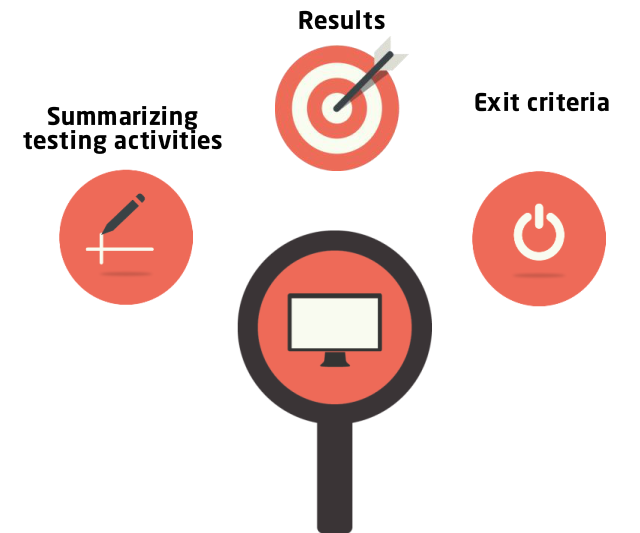 Results
Summarizing
testing activities
Exit criteria